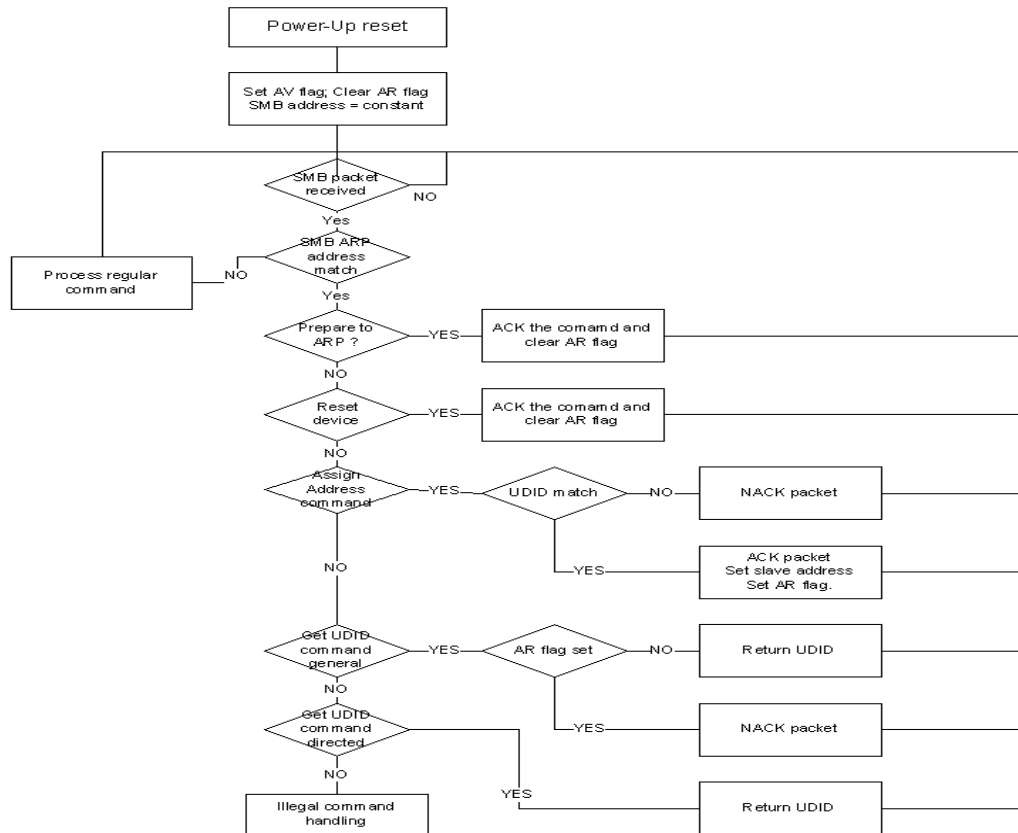 Power-Up reset
Set AV flag; Clear AR flag
SMB address = constant
SMB packet
received
NO
Yes
SMB ARP
address
match
NO
Process regular
command
Yes
Prepare to
ARP ?
YES
ACK the comamd and
clear AR flag
NO
Reset
device
YES
ACK the comamd and
clear AR flag
NO
Assign
Address
command
YES
UDID match
NO
NACK packet
YES
ACK packet
Set slave address
Set AR flag.
NO
Get UDID
command
general
YES
AR flag set
NO
Return UDID
YES
NACK packet
NO
Get UDID
command
directed
YES
Return UDID
NO
Illegal command
handling